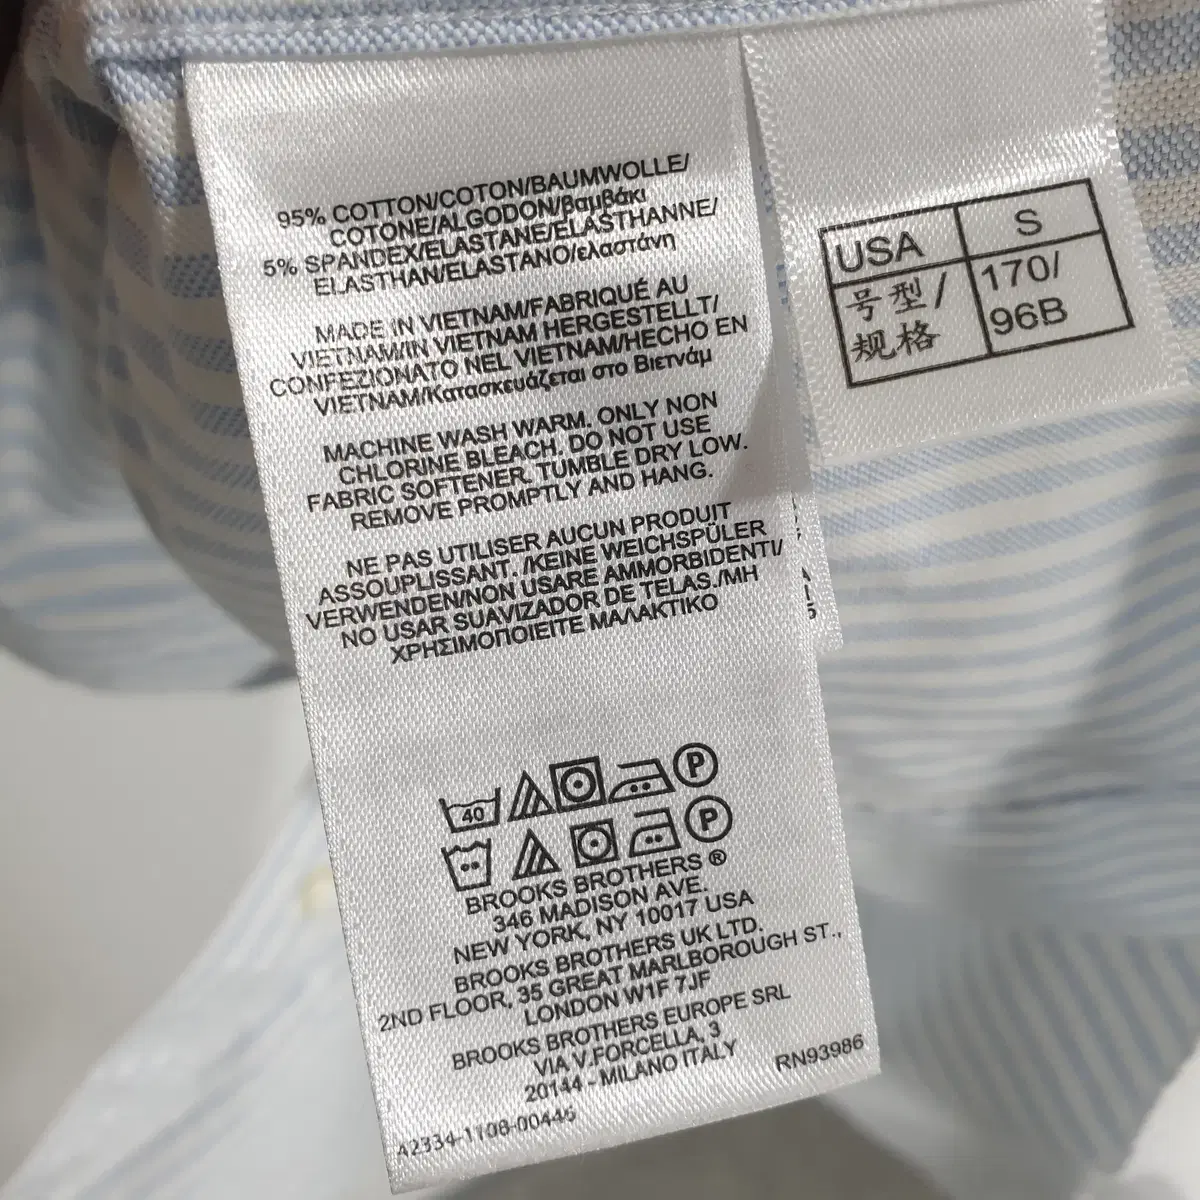 95% COTTON/COTON/BAUMWOLLE/
COTONE/ALGODON/βαμβάκι
5% SPANDEX/ELASTANE/ELASTHANNE/
ELASTHAN/ELASTANO/ελαστάνη
MADE IN VIETNAM/FABRIQUÉ AU
VIETNAM/IN VIETNAM HERGESTELLT/
CONFEZIONATO NEL VIETNAM/HECHO EN
VIETNAM/Κατασκευάζεται στο Βιετνάμ
MACHINE WASH WARM. ONLY NON
CHLORINE BLEACH. DO NOT USE
FABRIC SOFTENER. TUMBLE DRY LOW.
REMOVE PROMPTLY AND HANG.
NE PAS UTILISER AUCUN PRODUIT
ASSOUPLISSANT. /KEINE WEICHSPÜLER
VERWENDEN/NON USARE AMMORBIDENTI/
NO USAR SUAVIZADOR DE TELAS./ΜΗ
ΧΡΗΣΙΜΟΠΟΙΕΙΤΕ ΜΑΛΑΚΤΙΚΟ
40 P
P
BROOKS BROTHERS ®
346 MADISON AVE.
NEW YORK, NY 10017 USA
BROOKS BROTHERS UK LTD.
2ND FLOOR, 35 GREAT MARLBOROUGH ST.,
LONDON W1F 7JF
BROOKS BROTHERS EUROPE SRL
VIA V.FORCELLA, 3
20144 - MILANO ITALY
RN93986
A2334-1108-00446
USA S
号型/ 170/
规格 96B